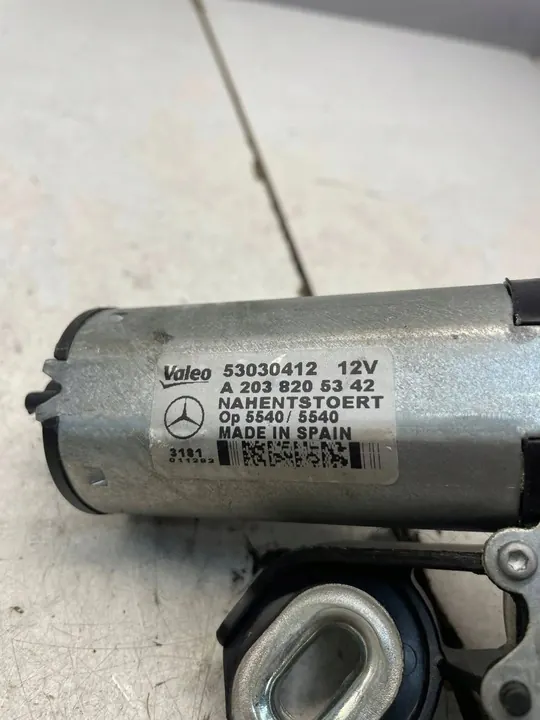 Valeo 53030412 12V
A 203 820 53 42
NAHENTSTOERT
Op 5540 / 5540
MADE IN SPAIN
3181